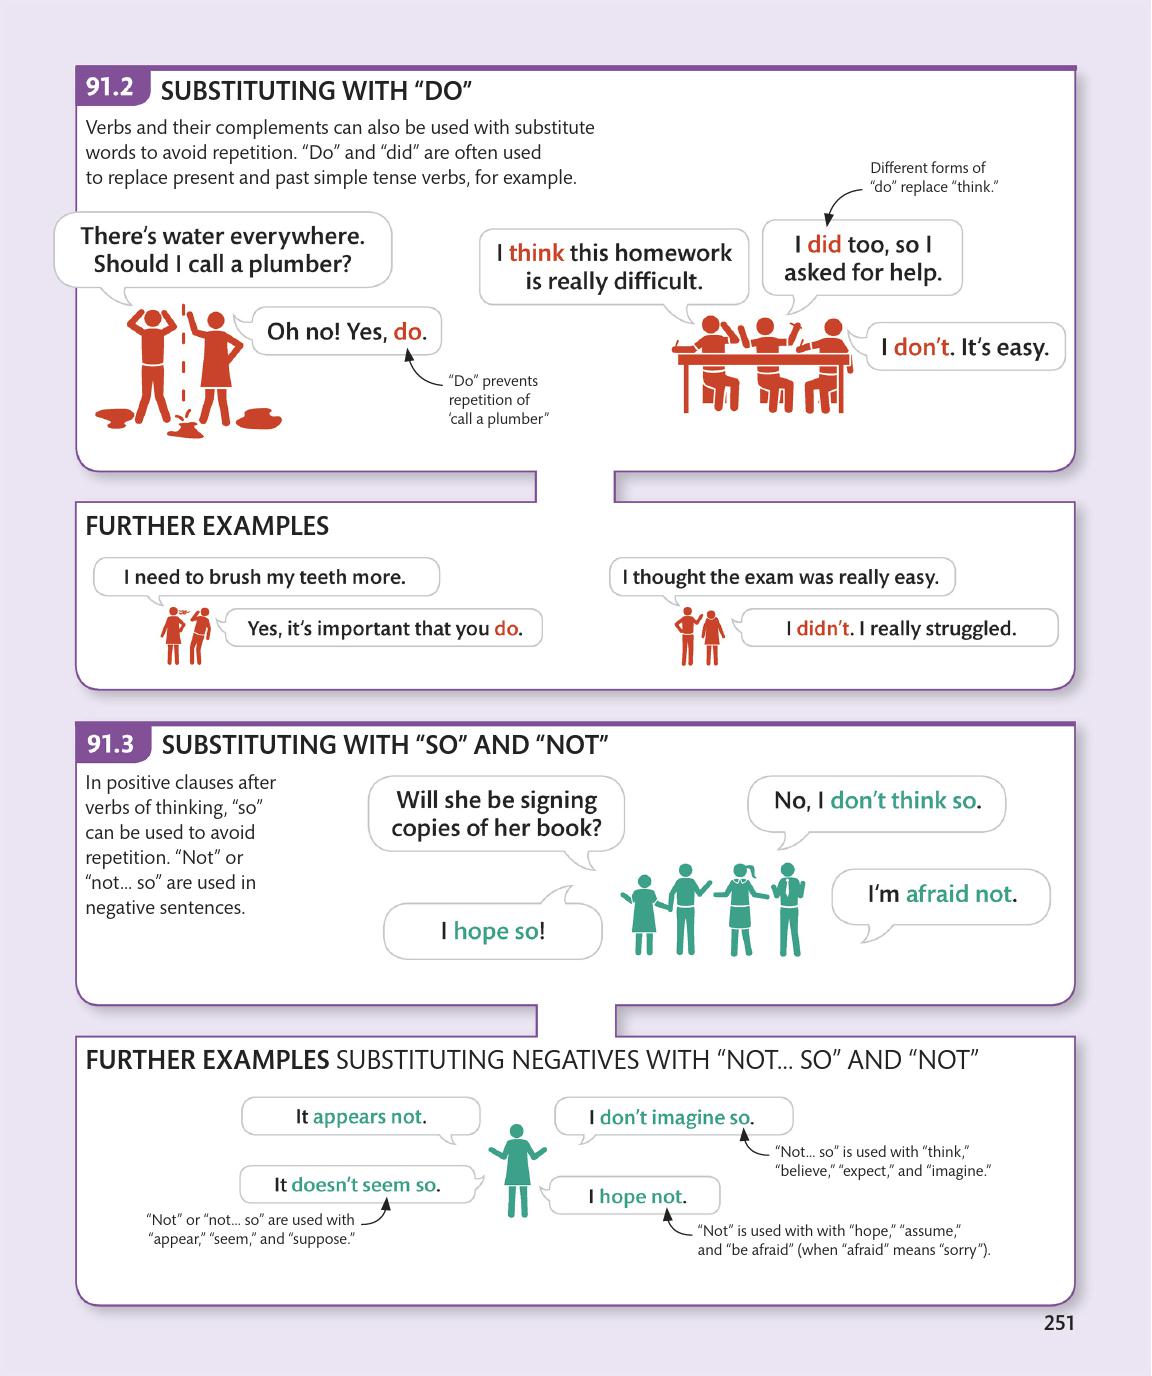 91.2 SUBSTITUTING WITH “DO”
Verbs and their complements can also be used with substitute
words to avoid repetition. “Do” and “did” are often used
to replace present and past simple tense verbs, for example.
Different forms of
“do” replace “think.”
There‘s water everywhere.
Should I call a plumber?
Oh no! Yes, do.
“Do” prevents
repetition of
‘call a plumber”
I think this homework
is really difficult.
I did too, so I
asked for help.
I don’t. It‘s easy.
FURTHER EXAMPLES
I need to brush my teeth more.
Yes, it‘s important that you do.
I thought the exam was really easy.
I didn’t. I really struggled.
91.3 SUBSTITUTING WITH “SO” AND “NOT”
In positive clauses after
verbs of thinking, “so”
can be used to avoid
repetition. “Not” or
“not... so” are used in
negative sentences.
Will she be signing
copies of her book?
No, I don’t think so.
I hope so!
I‘m afraid not.
FURTHER EXAMPLES SUBSTITUTING NEGATIVES WITH “NOT... SO” AND “NOT”
It appears not.
I don’t imagine so.
“Not... so” is used with “think,”
“believe,” “expect,” and “imagine.”
It doesn’t seem so.
“Not” or “not... so” are used with
“appear,” “seem,” and “suppose.”
I hope not.
“Not” is used with with “hope,” “assume,”
and “be afraid” (when “afraid” means “sorry”).
251